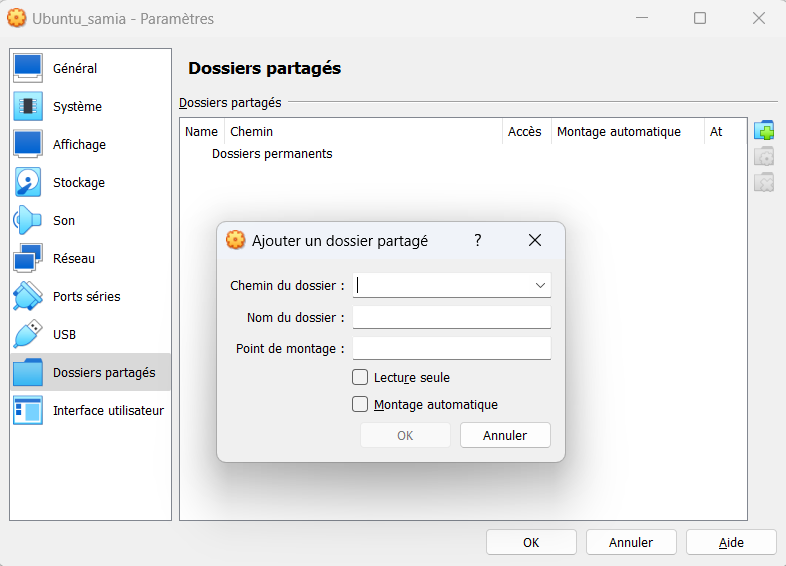 Ubuntu_samia - Paramètres
Général
Système
Affichage
Stockage
Son
Réseau
Ports séries
USB
Dossiers partagés
Interface utilisateur
Dossiers partagés
Dossiers partagés
Name Chemin Accès Montage automatique At
Dossiers permanents
Ajouter un dossier partagé ?
Chemin du dossier :
Nom du dossier :
Point de montage :
Lecture seule
Montage automatique
OK Annuler
OK Annuler Aide